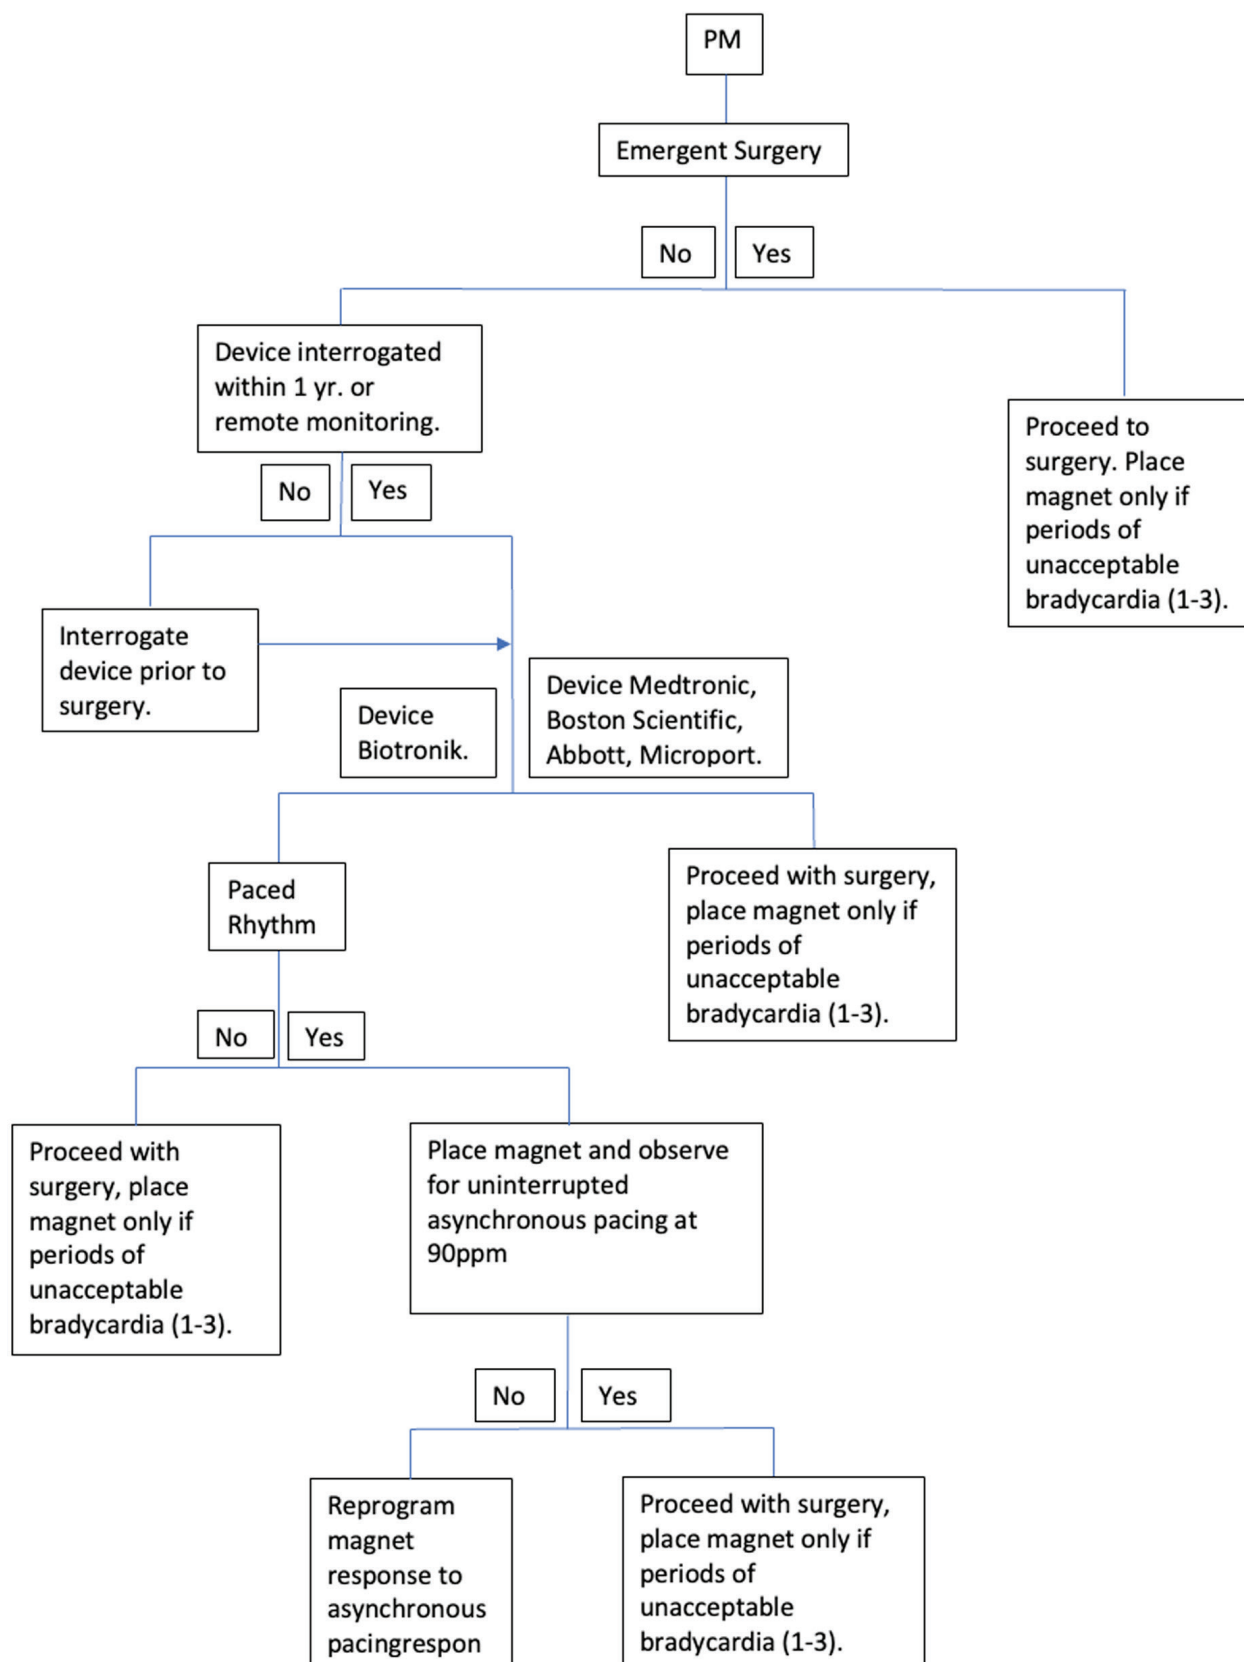 PM
Emergent Surgery
No
Yes
Device interrogated
within 1 yr. or
remote monitoring.
Proceed to
surgery. Place
magnet only if
periods of
unacceptable
bradycardia (1-3).
No
Yes
Interrogate
device prior to
surgery.
Device
Biotronik.
Device Medtronic,
Boston Scientific,
Abbott, Microport.
Paced
Rhythm
Proceed with surgery,
place magnet only if
periods of
unacceptable
bradycardia (1-3).
No
Yes
Proceed with
surgery, place
magnet only if
periods of
unacceptable
bradycardia (1-3).
Place magnet and observe
for uninterrupted
asynchronous pacing at
90ppm
No
Yes
Reprogram
magnet
response to
asynchronous
pacingrespon
Proceed with surgery,
place magnet only if
periods of
unacceptable
bradycardia (1-3).